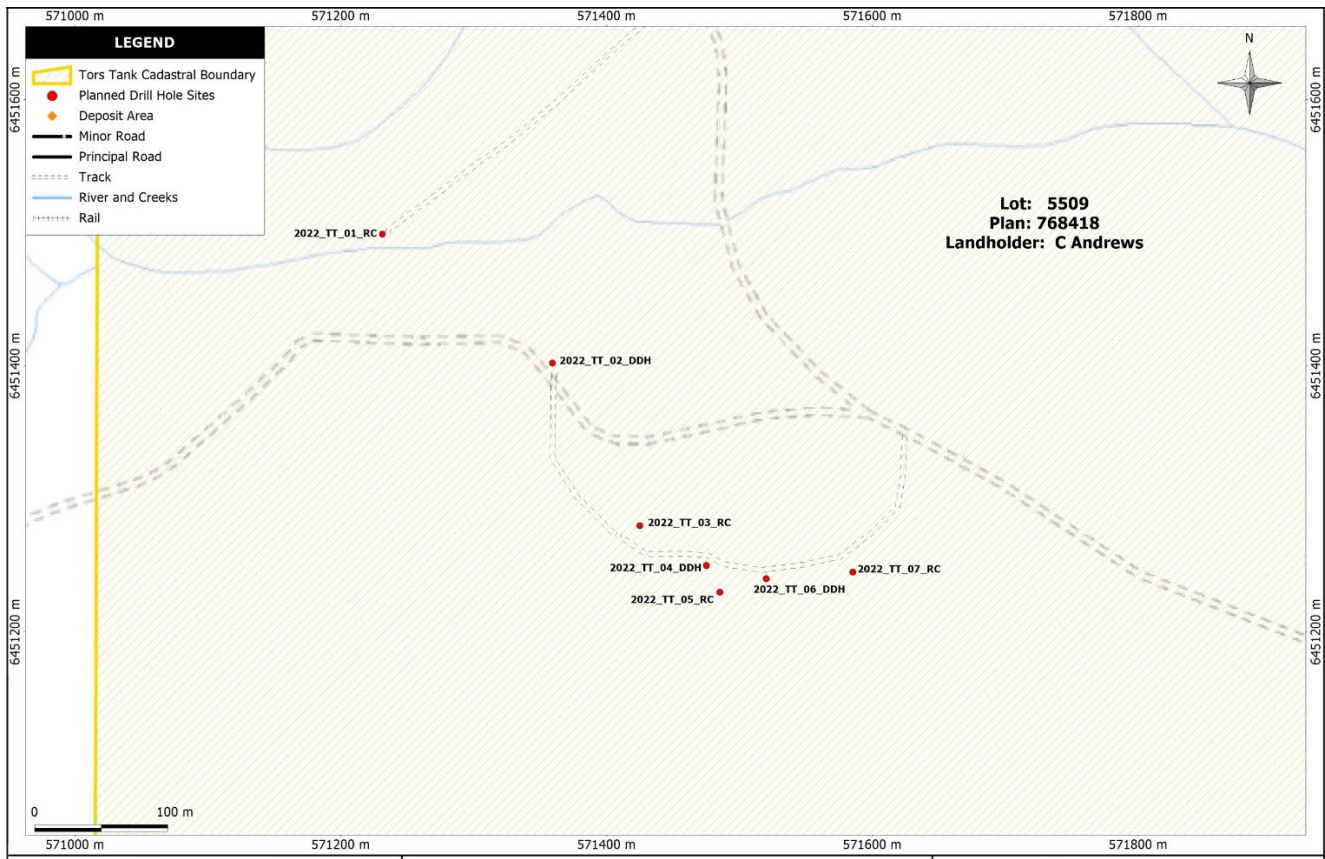 571000 m
571200 m
571400 m
571600 m
571800 m
LEGEND
Tors Tank Cadastral Boundary
Planned Drill Hole Sites
Deposit Area
Minor Road
Principal Road
Track
River and Creeks
Rail
N
6451600 m
6451600 m
Lot: 5509
Plan: 768418
Landholder: C Andrews
2022_TT_01_RC
6451400 m
6451400 m
2022_TT_02_DDH
2022_TT_03_RC
2022_TT_04_DDH
2022_TT_07_RC
2022_TT_06_DDH
2022_TT_05_RC
6451200 m
6451200 m
0 100 m
571000 m
571200 m
571400 m
571600 m
571800 m